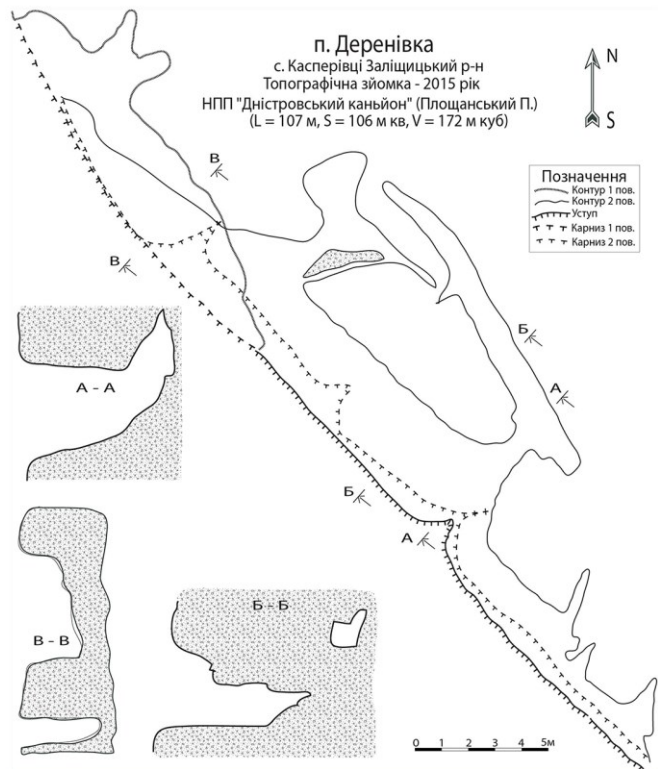 п. Деренівка
с. Касперівці Заліщицький р-н
Топографічна зйомка - 2015 рік
НПП "Дністровський каньйон" (Площанський П.)
(L = 107 м, S = 106 м кв, V = 172 м куб)
N
S
Позначення
Контур 1 пов.
Контур 2 пов.
Уступ
Карниз 1 пов.
Карниз 2 пов.
В
В
Б
А
Б
А
А - А
В - В
Б - Б
0 1 2 3 4 5м